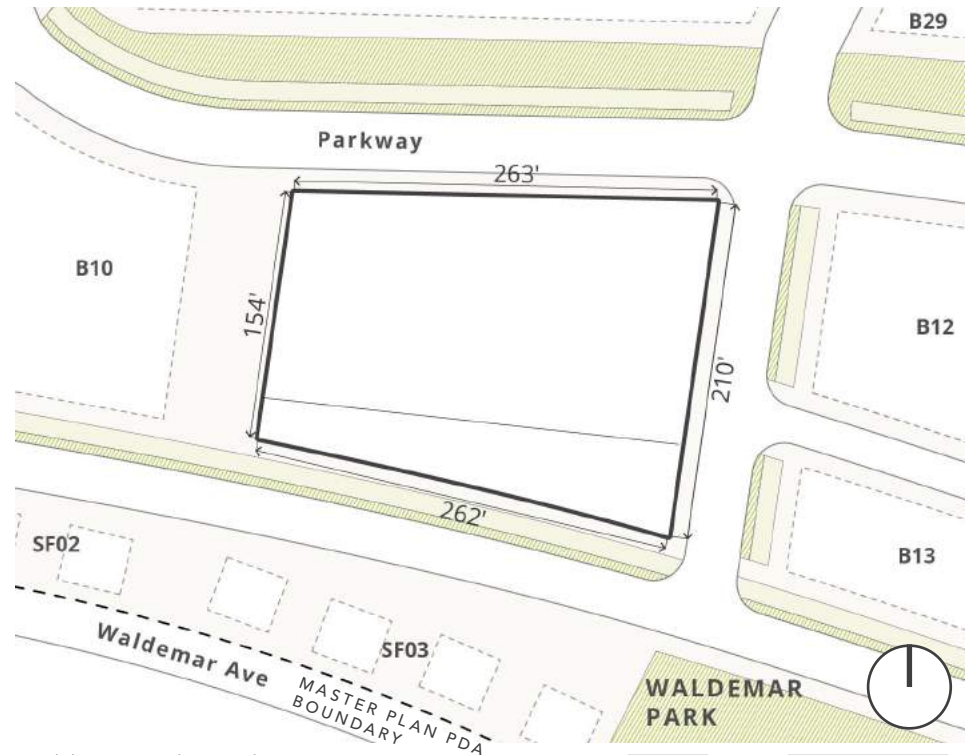 B29
Parkway
263'
B10
154'
B12
210'
262'
SF02
B13
SF03
Waldemar Ave
MASTER PLAN PDA
BOUNDARY
WALDEMAR
PARK